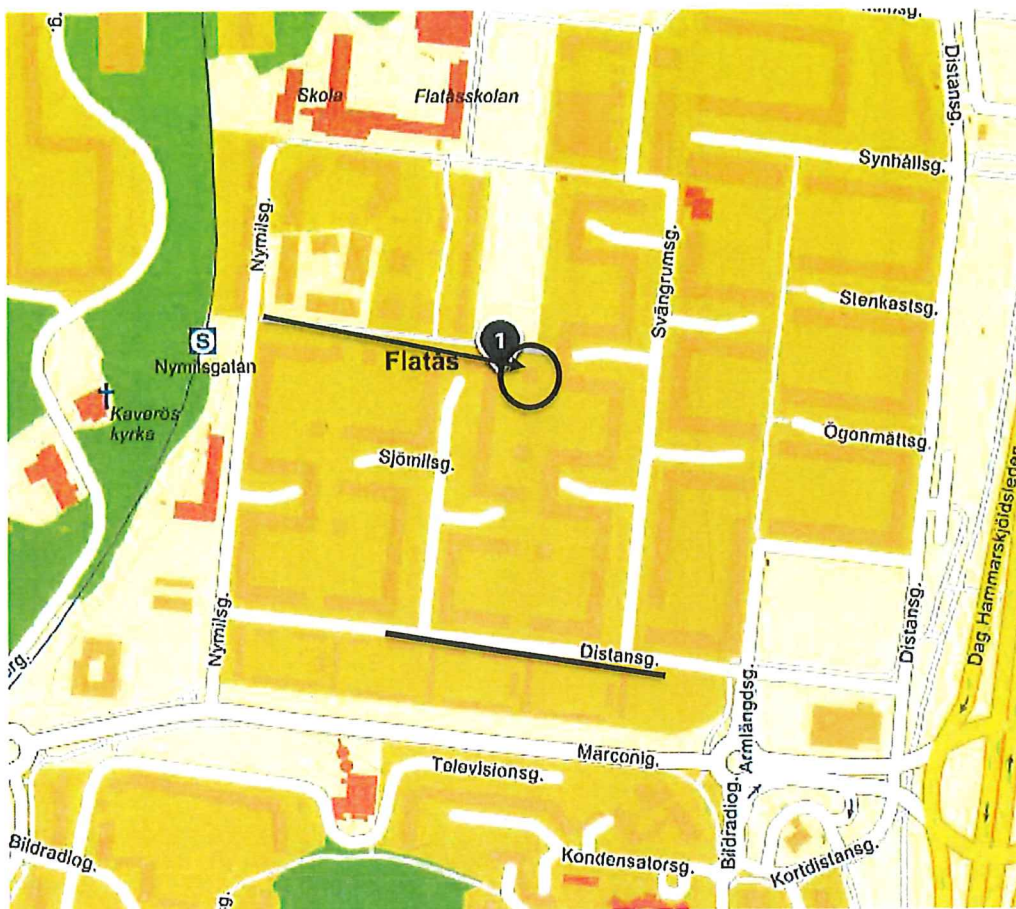 Distansg.
Skola
Flatåsskolan
Synhållsg.
Nymilsg.
Svängrumsg.
Stenkastsg.
S
Nymilsgatan
1
Flatås
Kaverös
kyrka
Sjömilsg.
Ögonmåttsg.
Dag Hammarskjöldsleden
Nymilsg.
Distansg.
Distansg.
Armlängdsg.
Marconig.
Televisionsg.
Bildradiog.
Bildradiog.
Kondensatorsg.
Kortdistansg.